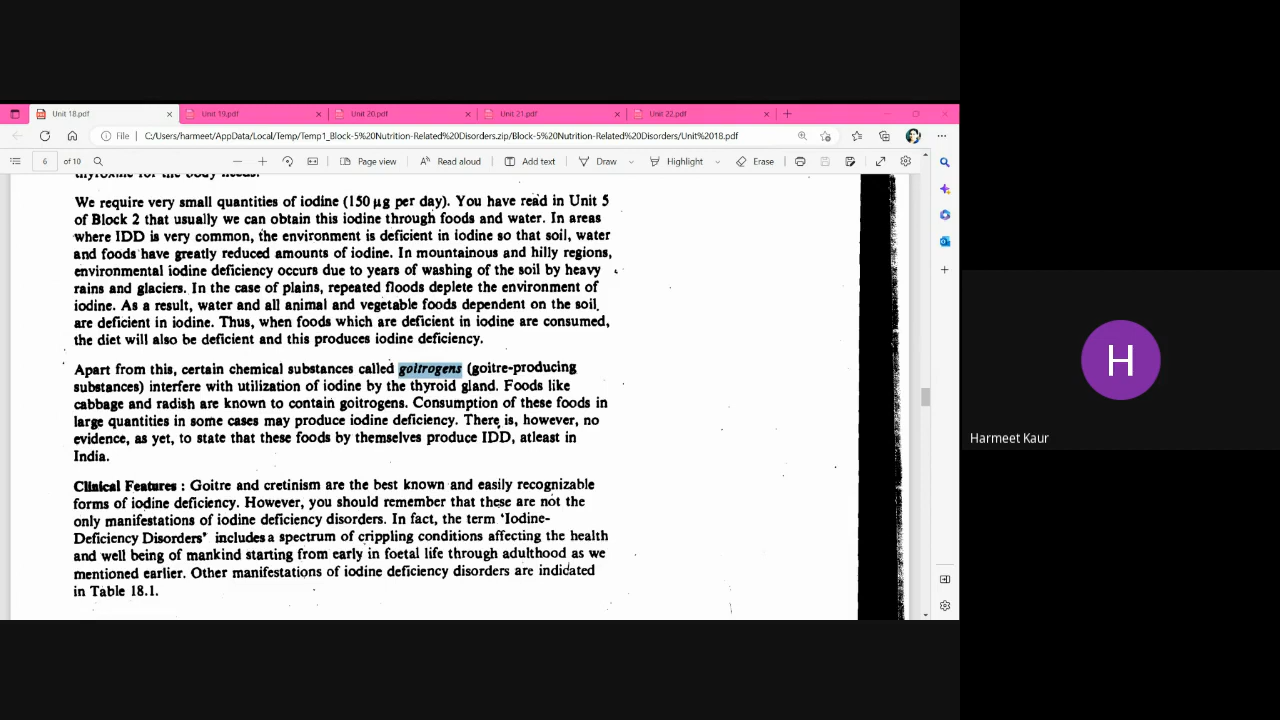 Unit 18.pdf
Unit 19.pdf
Unit 20.pdf
Unit 21.pdf
Unit 22.pdf
File
C:/Users/harmeet/AppData/Local/Temp/Temp1_Block-5%20Nutrition-Related%20Disorders.zip/Block-5%20Nutrition-Related%20Disorders/Unit%2018.pdf
6 of 10
Page view
Read aloud
Add text
Draw
Highlight
Erase
thyroxine for the body needs.
We require very small quantities of iodine (150 µg per day). You have read in Unit 5
of Block 2 that usually we can obtain this iodine through foods and water. In areas
where IDD is very common, the environment is deficient in iodine so that soil, water
and foods have greatly reduced amounts of iodine. In mountainous and hilly regions,
environmental iodine deficiency occurs due to years of washing of the soil by heavy
rains and glaciers. In the case of plains, repeated floods deplete the environment of
iodine. As a result, water and all animal and vegetable foods dependent on the soil
are deficient in iodine. Thus, when foods which are deficient in iodine are consumed,
the diet will also be deficient and this produces iodine deficiency.
Apart from this, certain chemical substances called goitrogens (goitre-producing
substances) interfere with utilization of iodine by the thyroid gland. Foods like
cabbage and radish are known to contain goitrogens. Consumption of these foods in
large quantities in some cases may produce iodine deficiency. There is, however, no
evidence, as yet, to state that these foods by themselves produce IDD, atleast in
India.
Clinical Features : Goitre and cretinism are the best known and easily recognizable
forms of iodine deficiency. However, you should remember that these are not the
only manifestations of iodine deficiency disorders. In fact, the term 'Iodine-
Deficiency Disorders' includes a spectrum of crippling conditions affecting the health
and well being of mankind starting from early in foetal life through adulthood as we
mentioned earlier. Other manifestations of iodine deficiency disorders are indicated
in Table 18.1.
H
Harmeet Kaur